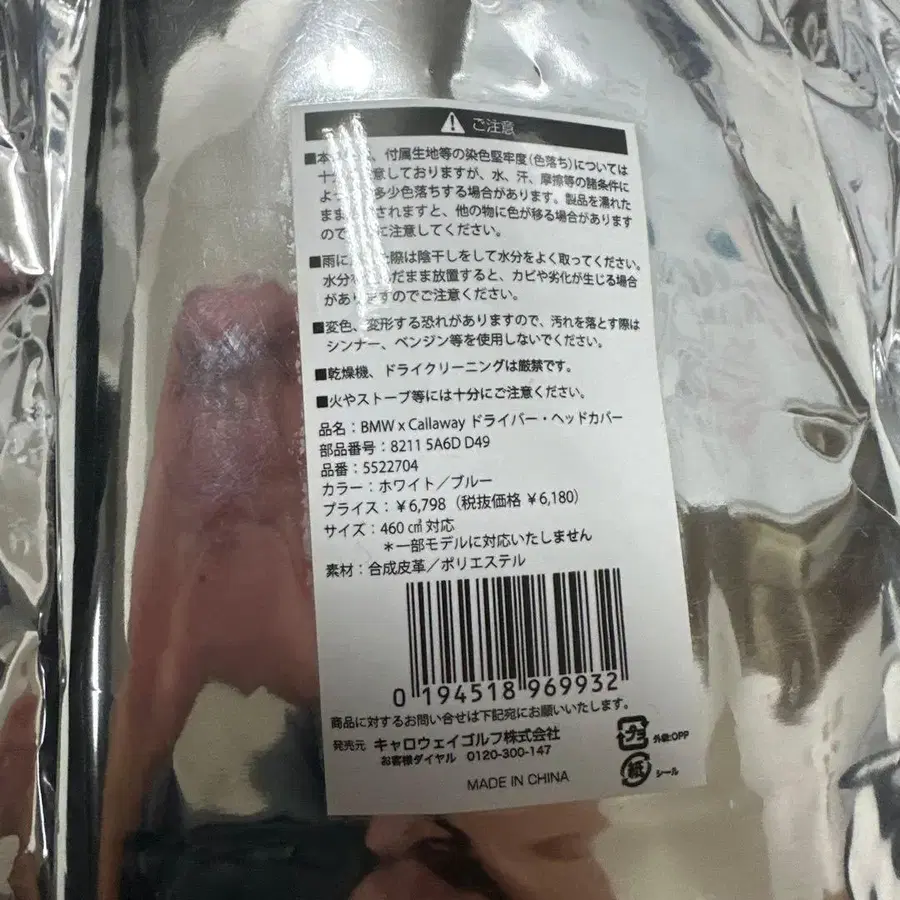 ご注意
■本、付属生地等の染色堅牢度(色落ち)については
十意しておりますが、水、汗、摩擦等の諸条件に
よ多少色落ちする場合があります。製品を濡れた
ままされますと、他の物に色が移る場合があります
のでに注意してください。
■雨に際は陰干しをして水分をよく取ってください。
水分をだまま放置すると、カビや劣化が生じる場合
がありますのでご注意ください。
■変色、変形する恐れがありますので、汚れを落とす際は
シンナー、ベンジン等を使用しないでください。
■乾燥機、ドライクリーニングは厳禁です。
■火やストーブ等には十分にご注意ください。
品名：BMW x Callaway ドライバー・ヘッドカバー
部品番号：8211 5A6D D49
品番：5522704
カラー：ホワイト／ブルー
プライス：￥6,798（税抜価格 ￥6,180）
サイズ：460 ㎤ 対応
＊一部モデルに対応いたしません
素材：合成皮革／ポリエステル
0 194518 969932
商品に対するお問い合せは下記宛にお願いいたします。
発売元 キャロウェイゴルフ株式会社
お客様ダイヤル 0120-300-147
プラ 外袋:OPP
紙 シール
MADE IN CHINA